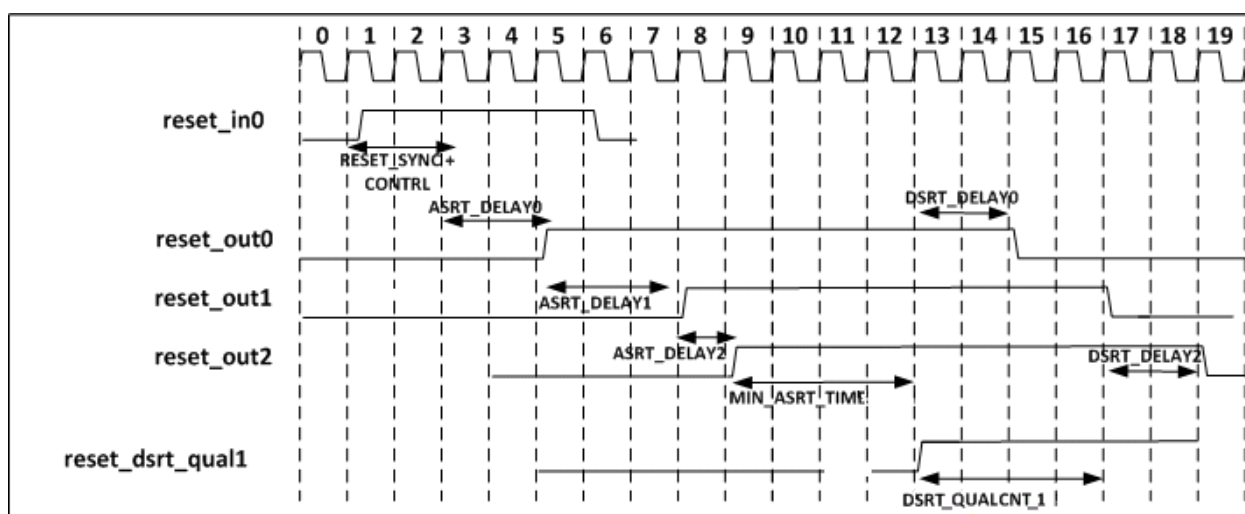 0 1 2 3 4 5 6 7 8 9 10 11 12 13 14 15 16 17 18 19
reset_in0
RESET_SYNCI+
CONTRL
ASRT_DELAY0
DSRT_DELAY0
reset_out0
reset_out1
ASRT_DELAY1
reset_out2
ASRT_DELAY2
DSRT_DELAY2
MIN_ASRT_TIME
reset_dsrt_qual1
DSRT_QUALCNT_1